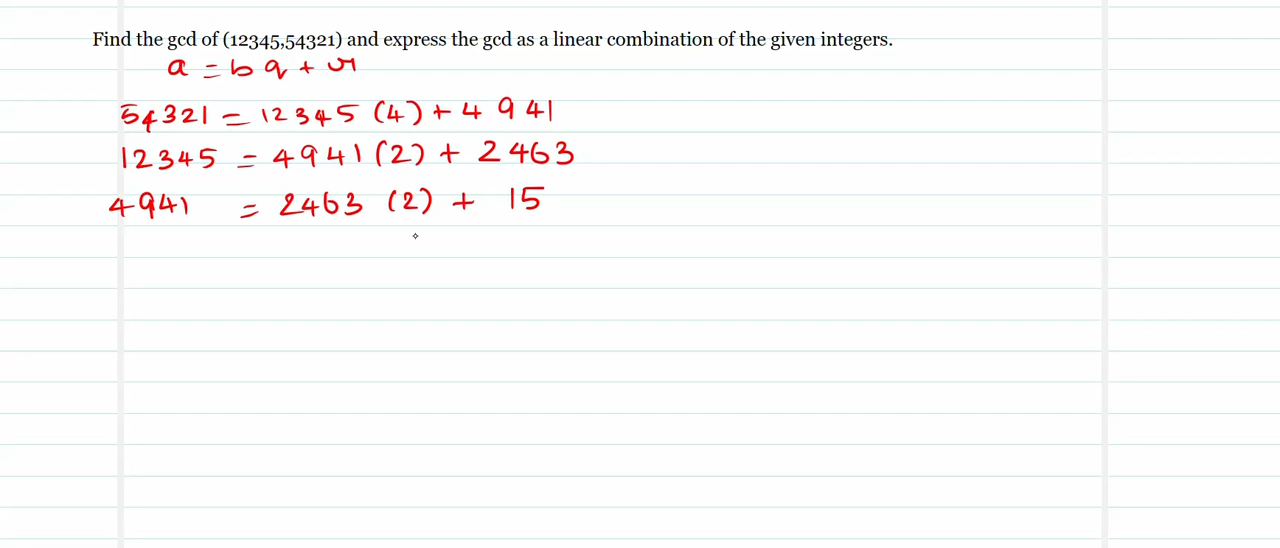 Find the gcd of (12345,54321) and express the gcd as a linear combination of the given integers.
a = b q + r
54321 = 12345 (4) + 4941
12345 = 4941 (2) + 2463
4941 = 2463 (2) + 15